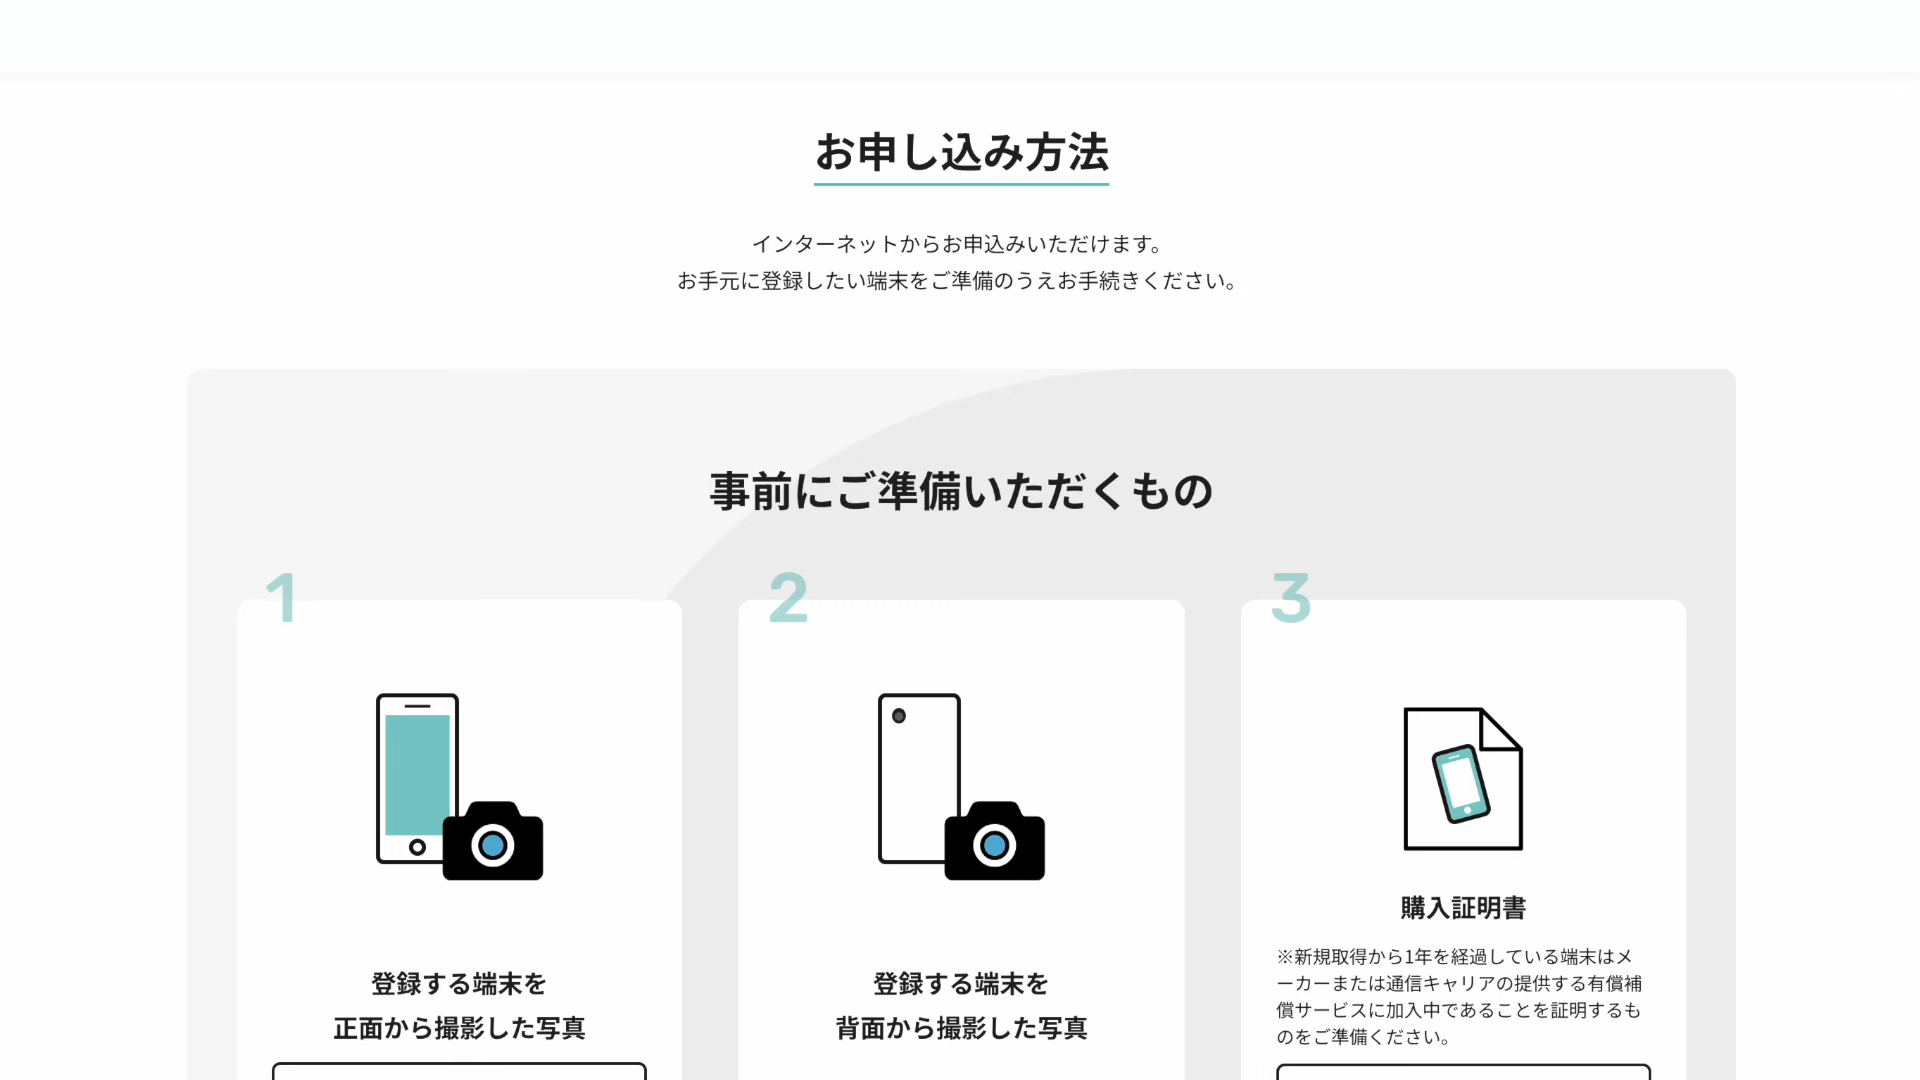 お申し込み方法
インターネットからお申込みいただけます。
お手元に登録したい端末をご準備のうえお手続きください。
事前にご準備いただくもの
1
登録する端末を
正面から撮影した写真
2
登録する端末を
背面から撮影した写真
3
購入証明書
※新規取得から1年を経過している端末はメ
ーカーまたは通信キャリアの提供する有償補
償サービスに加入中であることを証明するも
のをご準備ください。